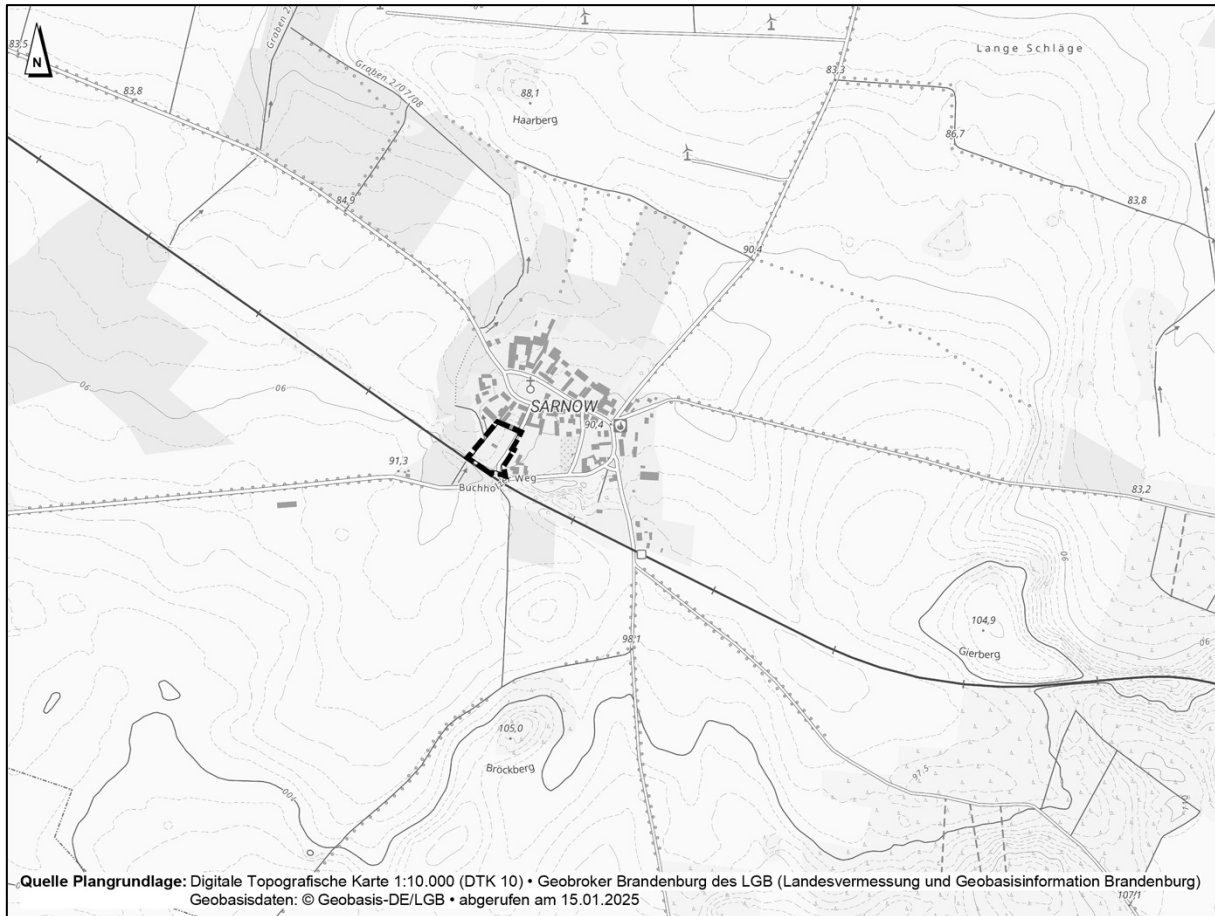 N
83,5
Graben 2/
83,8
Graben 2/07/08
88,1
Haarberg
83,3
Lange Schläge
86,7
83,8
84,9
90,4
90
SARNOW
90,4
91,3
Buchholzer Weg
83,2
90
104,9
Gierberg
90
98,1
105,0
Brockberg
100
97,5
110
107,1
Quelle Plangrundlage: Digitale Topografische Karte 1:10.000 (DTK 10) • Geobroker Brandenburg des LGB (Landesvermessung und Geobasisinformation Brandenburg)
Geobasisdaten: © Geobasis-DE/LGB • abgerufen am 15.01.2025